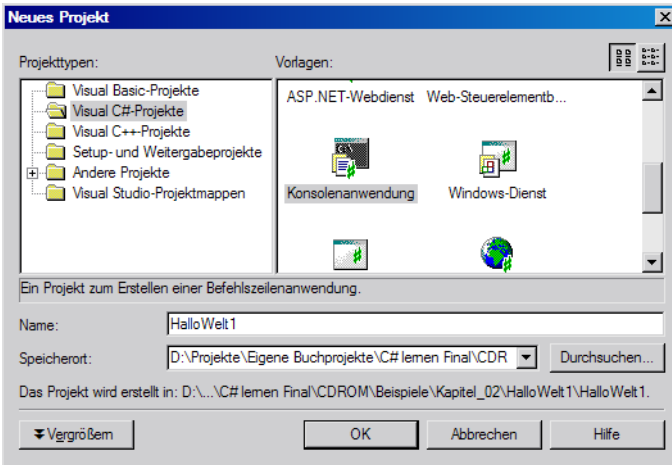 Neues Projekt
Projekttypen:
Vorlagen:
Visual Basic-Projekte
Visual C#-Projekte
Visual C++-Projekte
Setup- und Weitergabeprojekte
Andere Projekte
Visual Studio-Projektmappen
ASP.NET-Webdienst Web-Steuerelementb...
Konsolenanwendung Windows-Dienst
Ein Projekt zum Erstellen einer Befehlszeilenanwendung.
Name: HalloWelt1
Speicherort: D:\Projekte\Eigene Buchprojekte\C# lernen Final\CDR Durchsuchen...
Das Projekt wird erstellt in: D:\...\C# lernen Final\CDROM\Beispiele\Kapitel_02\HalloWelt1\HalloWelt1.
Vergrößern OK Abbrechen Hilfe